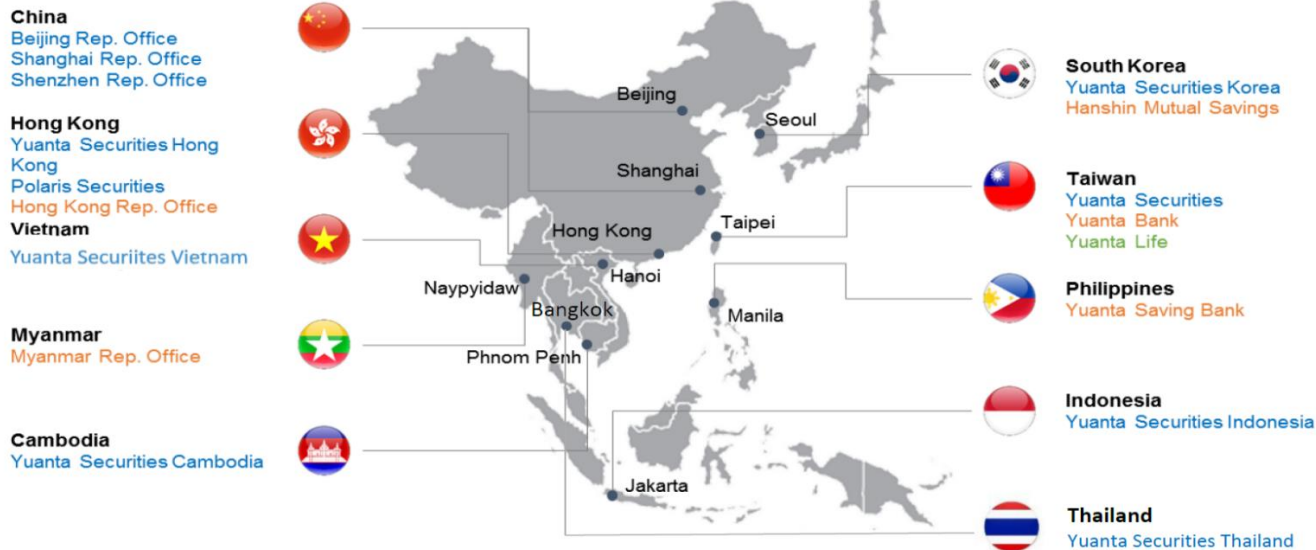 China
Beijing Rep. Office
Shanghai Rep. Office
Shenzhen Rep. Office
Hong Kong
Yuanta Securities Hong
Kong
Polaris Securities
Hong Kong Rep. Office
Vietnam
Yuanta Securiites Vietnam
Myanmar
Myanmar Rep. Office
Cambodia
Yuanta Securities Cambodia
Beijing
Seoul
Shanghai
Taipei
Hong Kong
Hanoi
Naypyidaw
Bangkok
Manila
Phnom Penh
Jakarta
South Korea
Yuanta Securities Korea
Hanshin Mutual Savings
Taiwan
Yuanta Securities
Yuanta Bank
Yuanta Life
Philippines
Yuanta Saving Bank
Indonesia
Yuanta Securities Indonesia
Thailand
Yuanta Securities Thailand